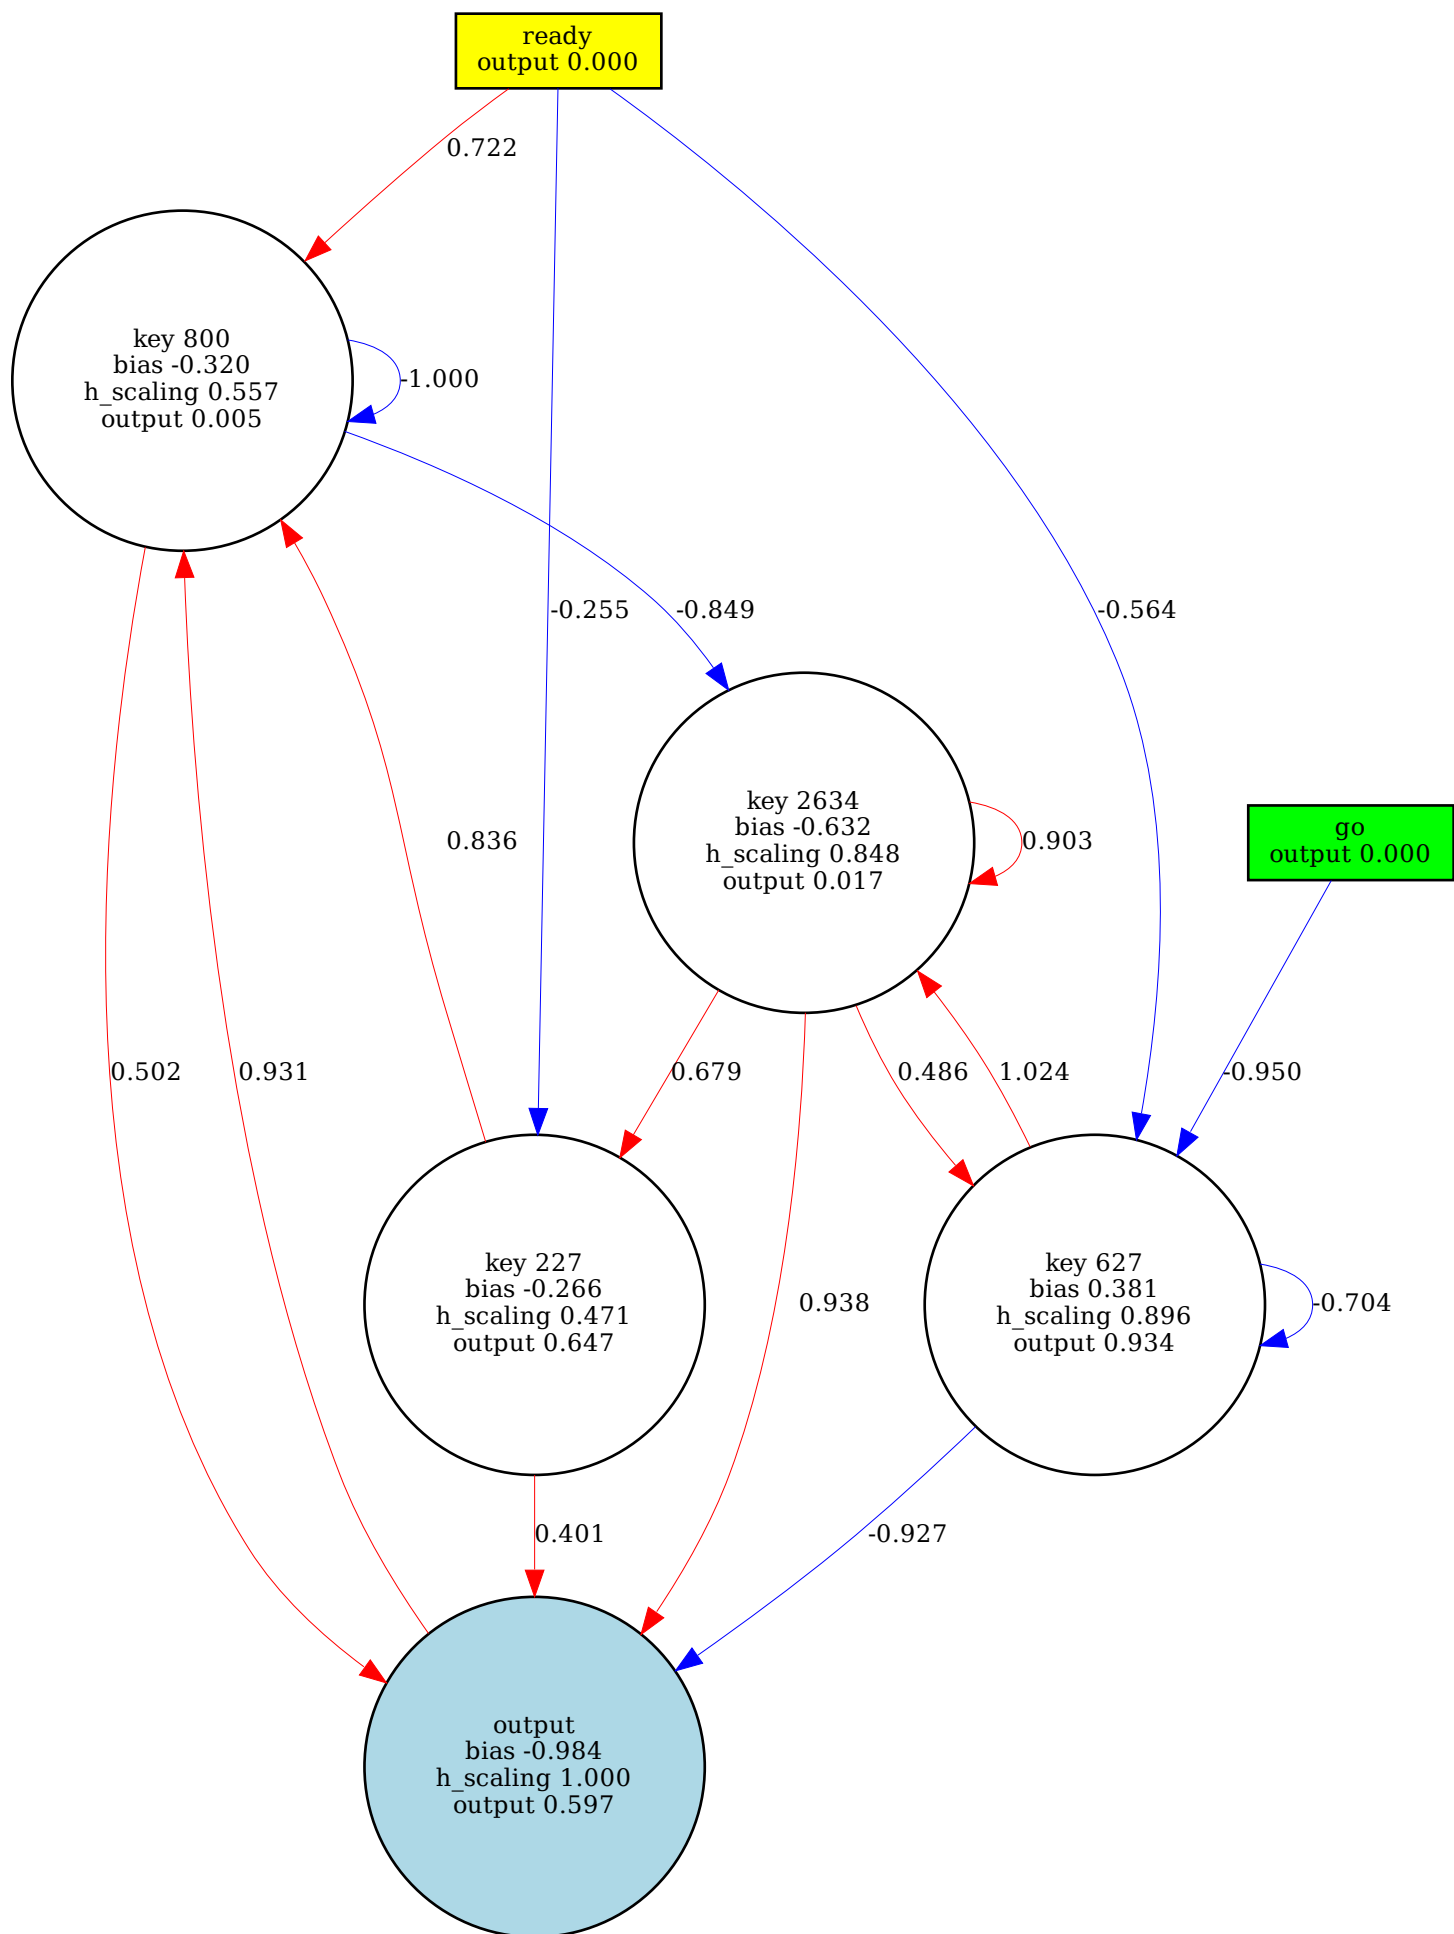 ready
output 0.000
0.722
key 800
bias -0.320
h_scaling 0.557
output 0.005
-1.000
-0.255
-0.849
-0.564
key 2634
bias -0.632
h_scaling 0.848
output 0.017
0.903
go
output 0.000
0.836
0.502
0.931
0.679
0.486
1.024
-0.950
key 227
bias -0.266
h_scaling 0.471
output 0.647
0.938
key 627
bias 0.381
h_scaling 0.896
output 0.934
-0.704
0.401
-0.927
output
bias -0.984
h_scaling 1.000
output 0.597